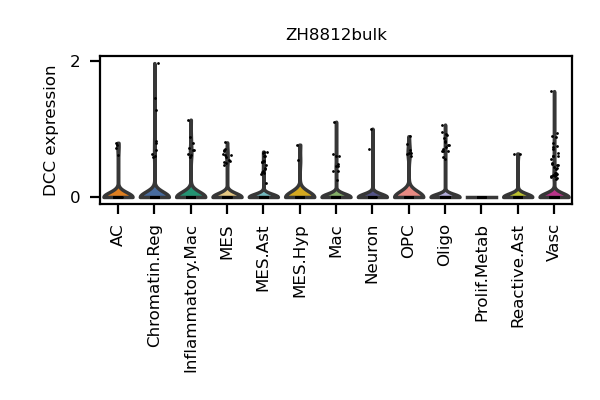 ZH8812bulk
DCC expression
2
0
AC
Chromatin.Reg
Inflammatory.Mac
MES
MES.Ast
MES.Hyp
Mac
Neuron
OPC
Oligo
Prolif.Metab
Reactive.Ast
Vasc